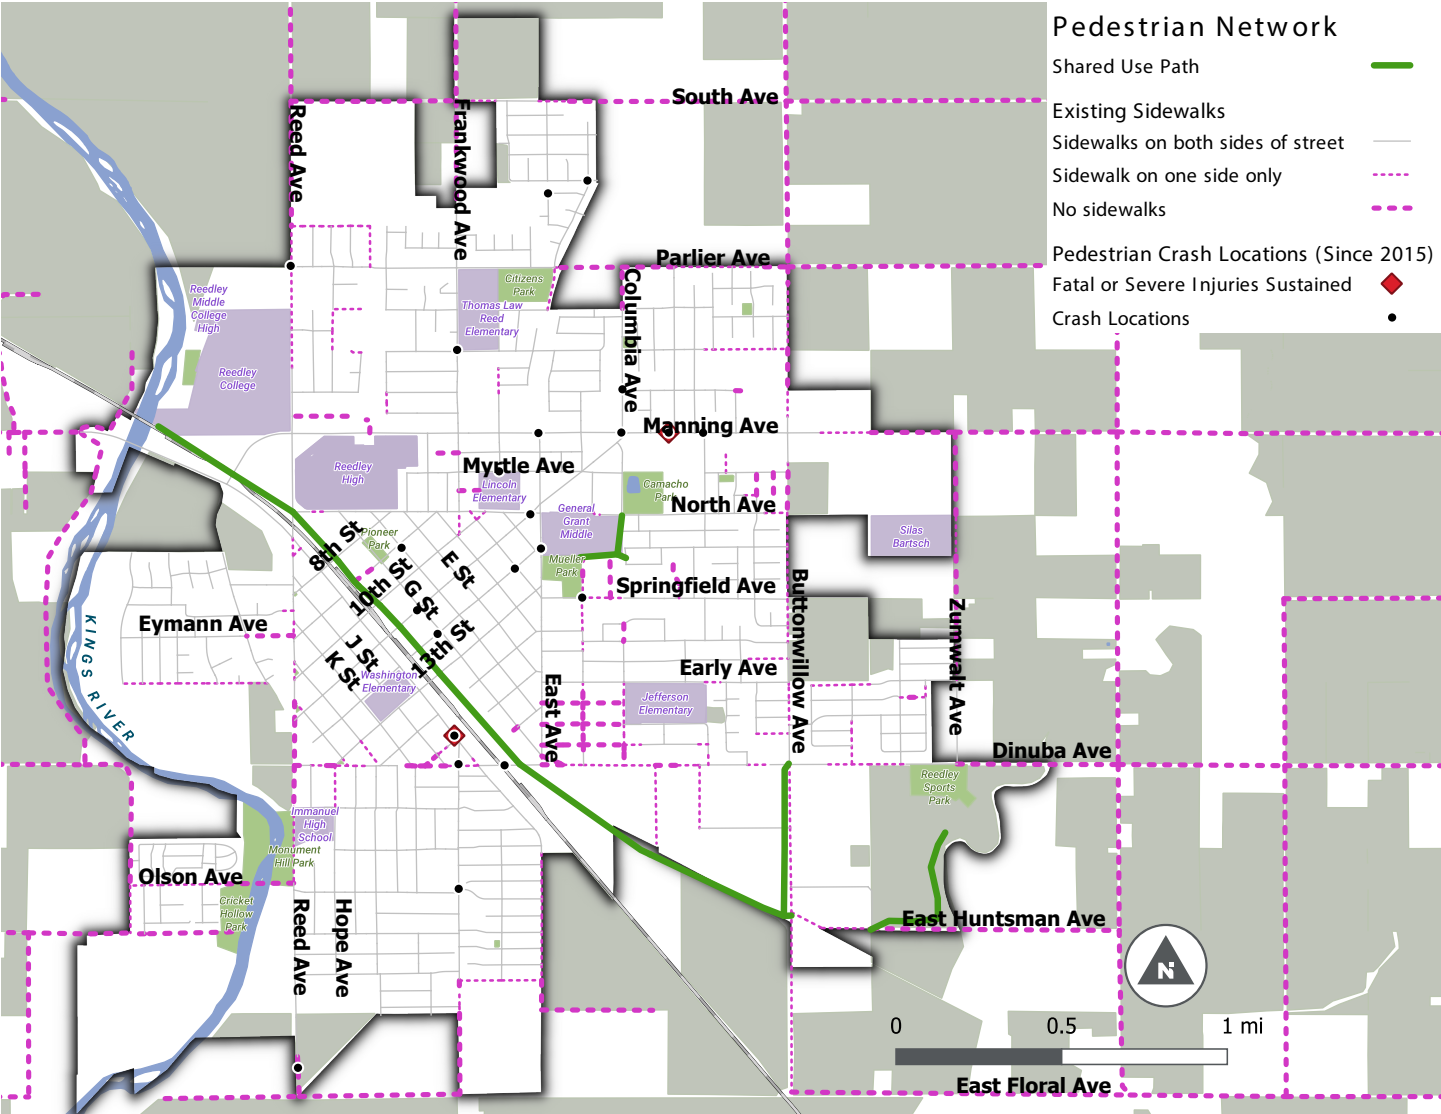 Pedestrian Network
Shared Use Path
Existing Sidewalks
Sidewalks on both sides of street
Sidewalk on one side only
No sidewalks
Pedestrian Crash Locations (Since 2015)
Fatal or Severe Injuries Sustained
Crash Locations
South Ave
Reed Ave
Frankwood Ave
Parlier Ave
Citizens
Park
Columbia Ave
Reedley
Middle
College
High
Thomas Law
Reed
Elementary
Reedley
College
Manning Ave
Myrtle Ave
Reedley
High
Lincoln
Elementary
Camacho
Park
North Ave
General
Grant
Middle
Silas
Bartsch
8th St
Pioneer
Park
E St
Mueller
Park
10th St
G St
Springfield Ave
Buttonwillow Ave
Zumwalt Ave
Eymann Ave
KINGS RIVER
J St
K St
13th St
Washington
Elementary
Early Ave
East Ave
Jefferson
Elementary
Dinuba Ave
Reedley
Sports
Park
Immanuel
High
School
Monument
Hill Park
Olson Ave
Cricket
Hollow
Park
Reed Ave
Hope Ave
East Huntsman Ave
N
0 0.5 1 mi
East Floral Ave